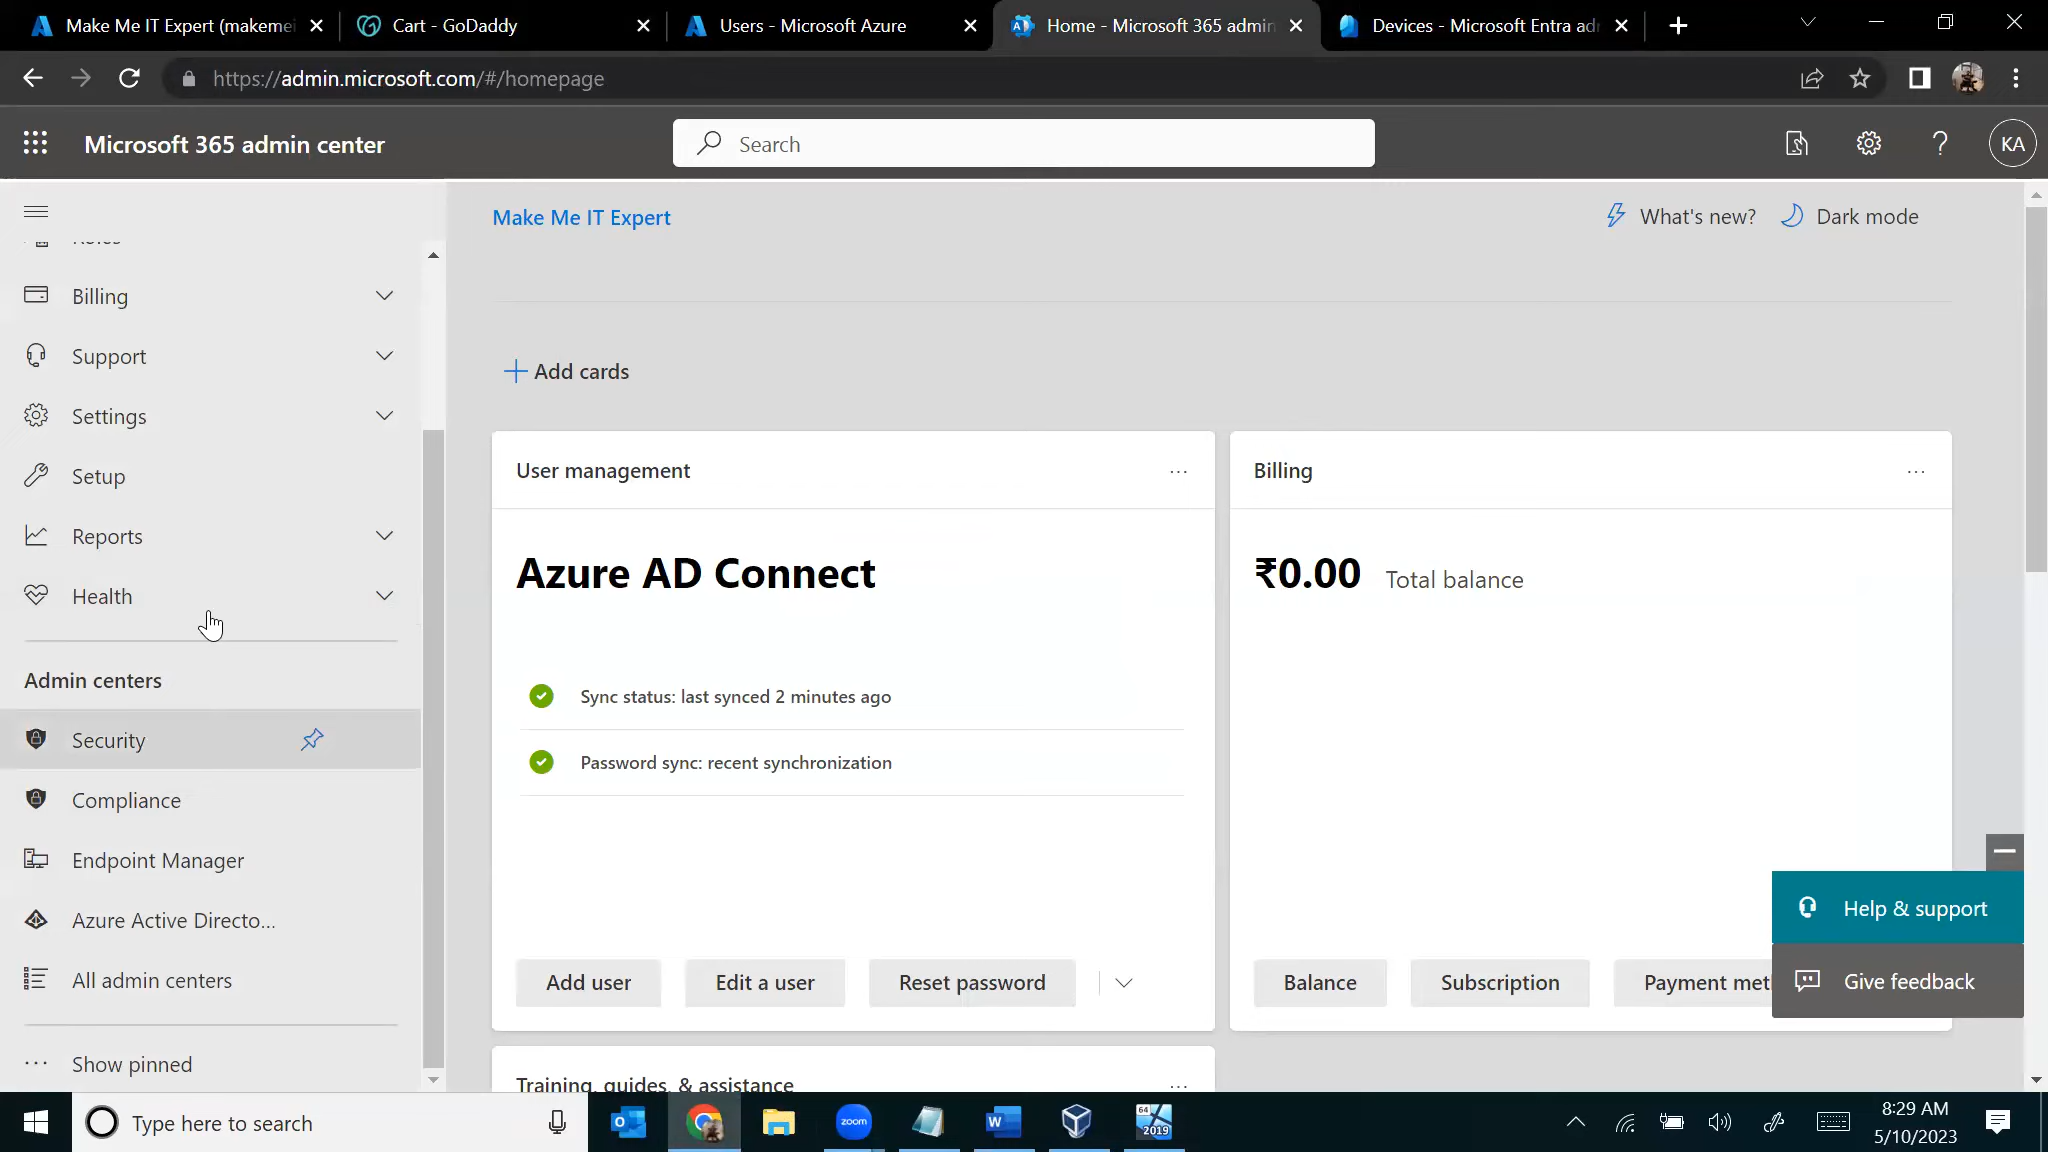 Make Me IT Expert (makemei
Cart - GoDaddy
Users - Microsoft Azure
Home - Microsoft 365 admin
Devices - Microsoft Entra ad
https://admin.microsoft.com/#/homepage
Microsoft 365 admin center
Search
KA
Billing
Support
Settings
Setup
Reports
Health
Admin centers
Security
Compliance
Endpoint Manager
Azure Active Directo...
All admin centers
Show pinned
Make Me IT Expert
What's new?
Dark mode
Add cards
User management
Azure AD Connect
Sync status: last synced 2 minutes ago
Password sync: recent synchronization
Add user
Edit a user
Reset password
Billing
₹0.00 Total balance
Balance
Subscription
Payment met
Help & support
Give feedback
Training, guides, & assistance
Type here to search
zoom
64
2019
8:29 AM
5/10/2023